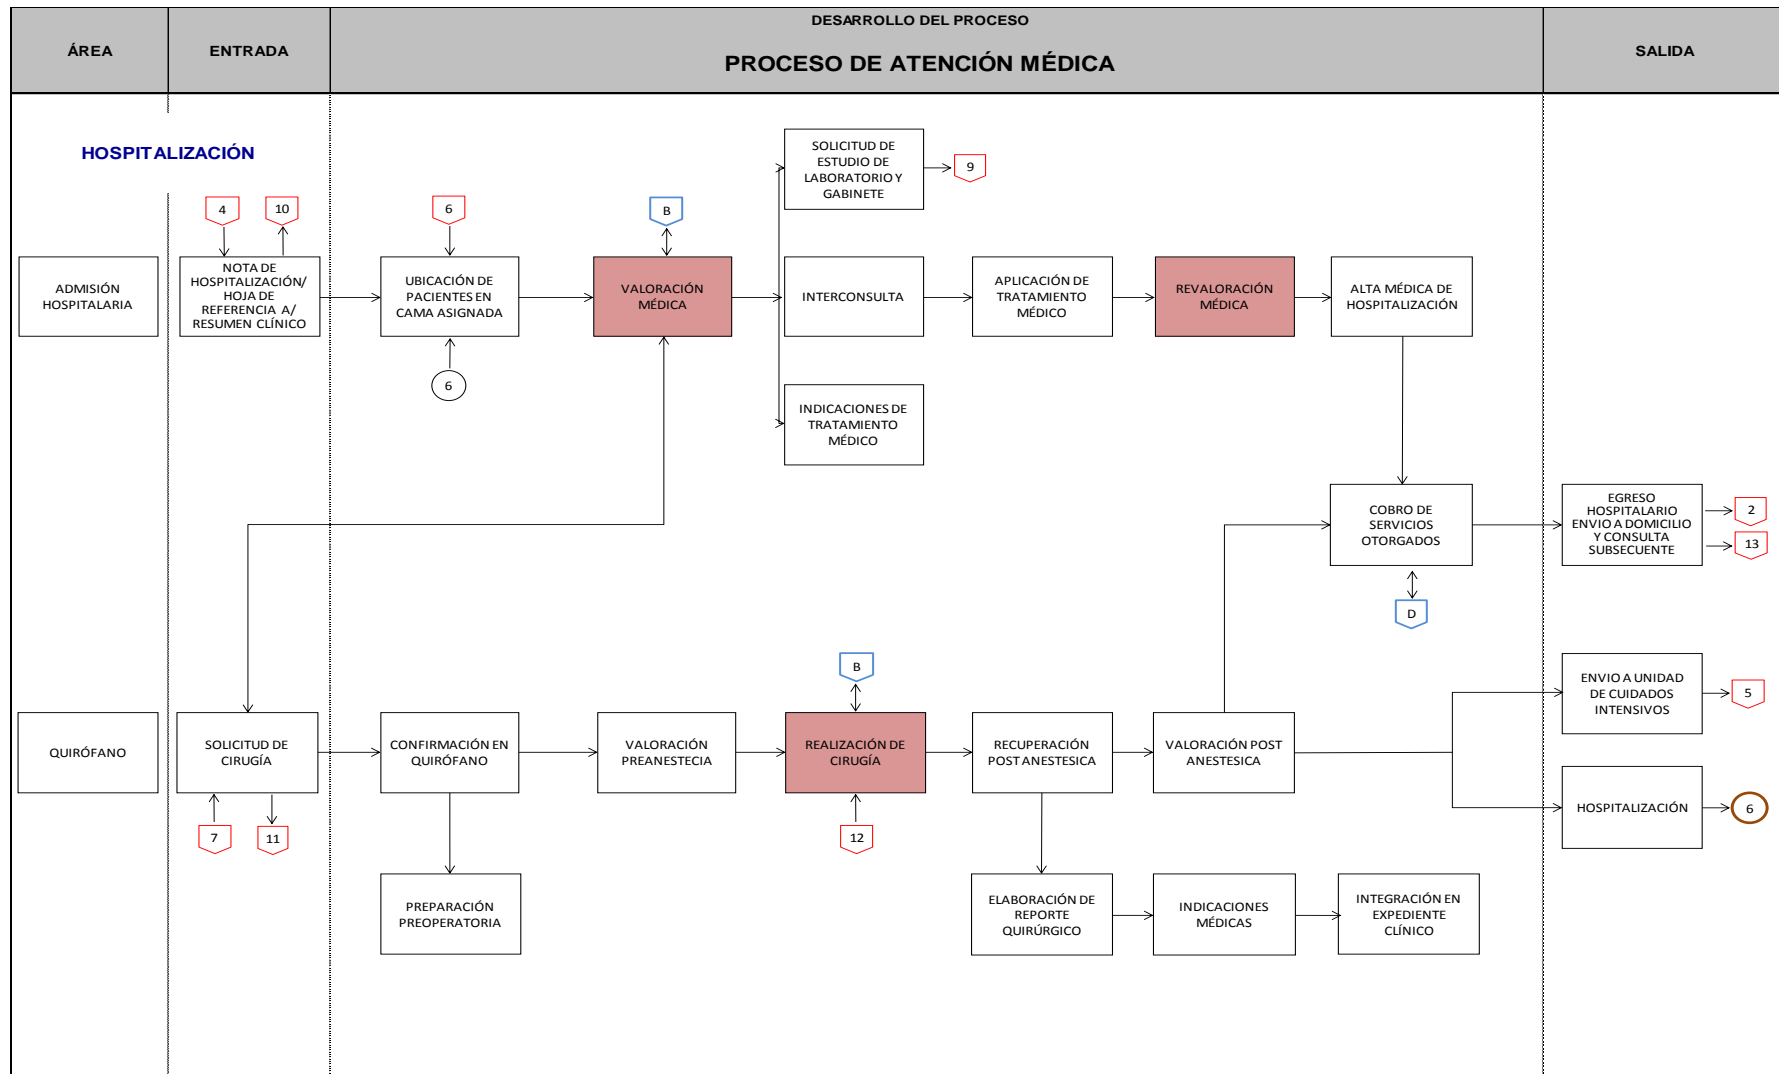 DESARROLLO DEL PROCESO
ÁREA
ENTRADA
PROCESO DE ATENCIÓN MÉDICA
SALIDA
HOSPITALIZACIÓN
SOLICITUD DE
ESTUDIO DE
LABORATORIO Y
GABINETE
9
4
10
6
B
ADMISIÓN
HOSPITALARIA
NOTA DE
HOSPITALIZACIÓN/
HOJA DE
REFERENCIA A/
RESUMEN CLÍNICO
UBICACIÓN DE
PACIENTES EN
CAMA ASIGNADA
VALORACIÓN
MÉDICA
INTERCONSULTA
APLICACIÓN DE
TRATAMIENTO
MÉDICO
REVALORACIÓN
MÉDICA
ALTA MÉDICA DE
HOSPITALIZACIÓN
6
INDICACIONES DE
TRATAMIENTO
MÉDICO
COBRO DE
SERVICIOS
OTORGADOS
EGRESO
HOSPITALARIO
ENVIO A DOMICILIO
Y CONSULTA
SUBSECUENTE
2
13
D
B
ENVIO A UNIDAD
DE CUIDADOS
INTENSIVOS
5
QUIRÓFANO
SOLICITUD DE
CIRUGÍA
CONFIRMACIÓN EN
QUIRÓFANO
VALORACIÓN
PREANESTECIA
REALIZACIÓN DE
CIRUGÍA
RECUPERACIÓN
POST ANESTESICA
VALORACIÓN POST
ANESTESICA
HOSPITALIZACIÓN
6
7
11
12
PREPARACIÓN
PREOPERATORIA
ELABORACIÓN DE
REPORTE
QUIRÚRGICO
INDICACIONES
MÉDICAS
INTEGRACIÓN EN
EXPEDIENTE
CLÍNICO